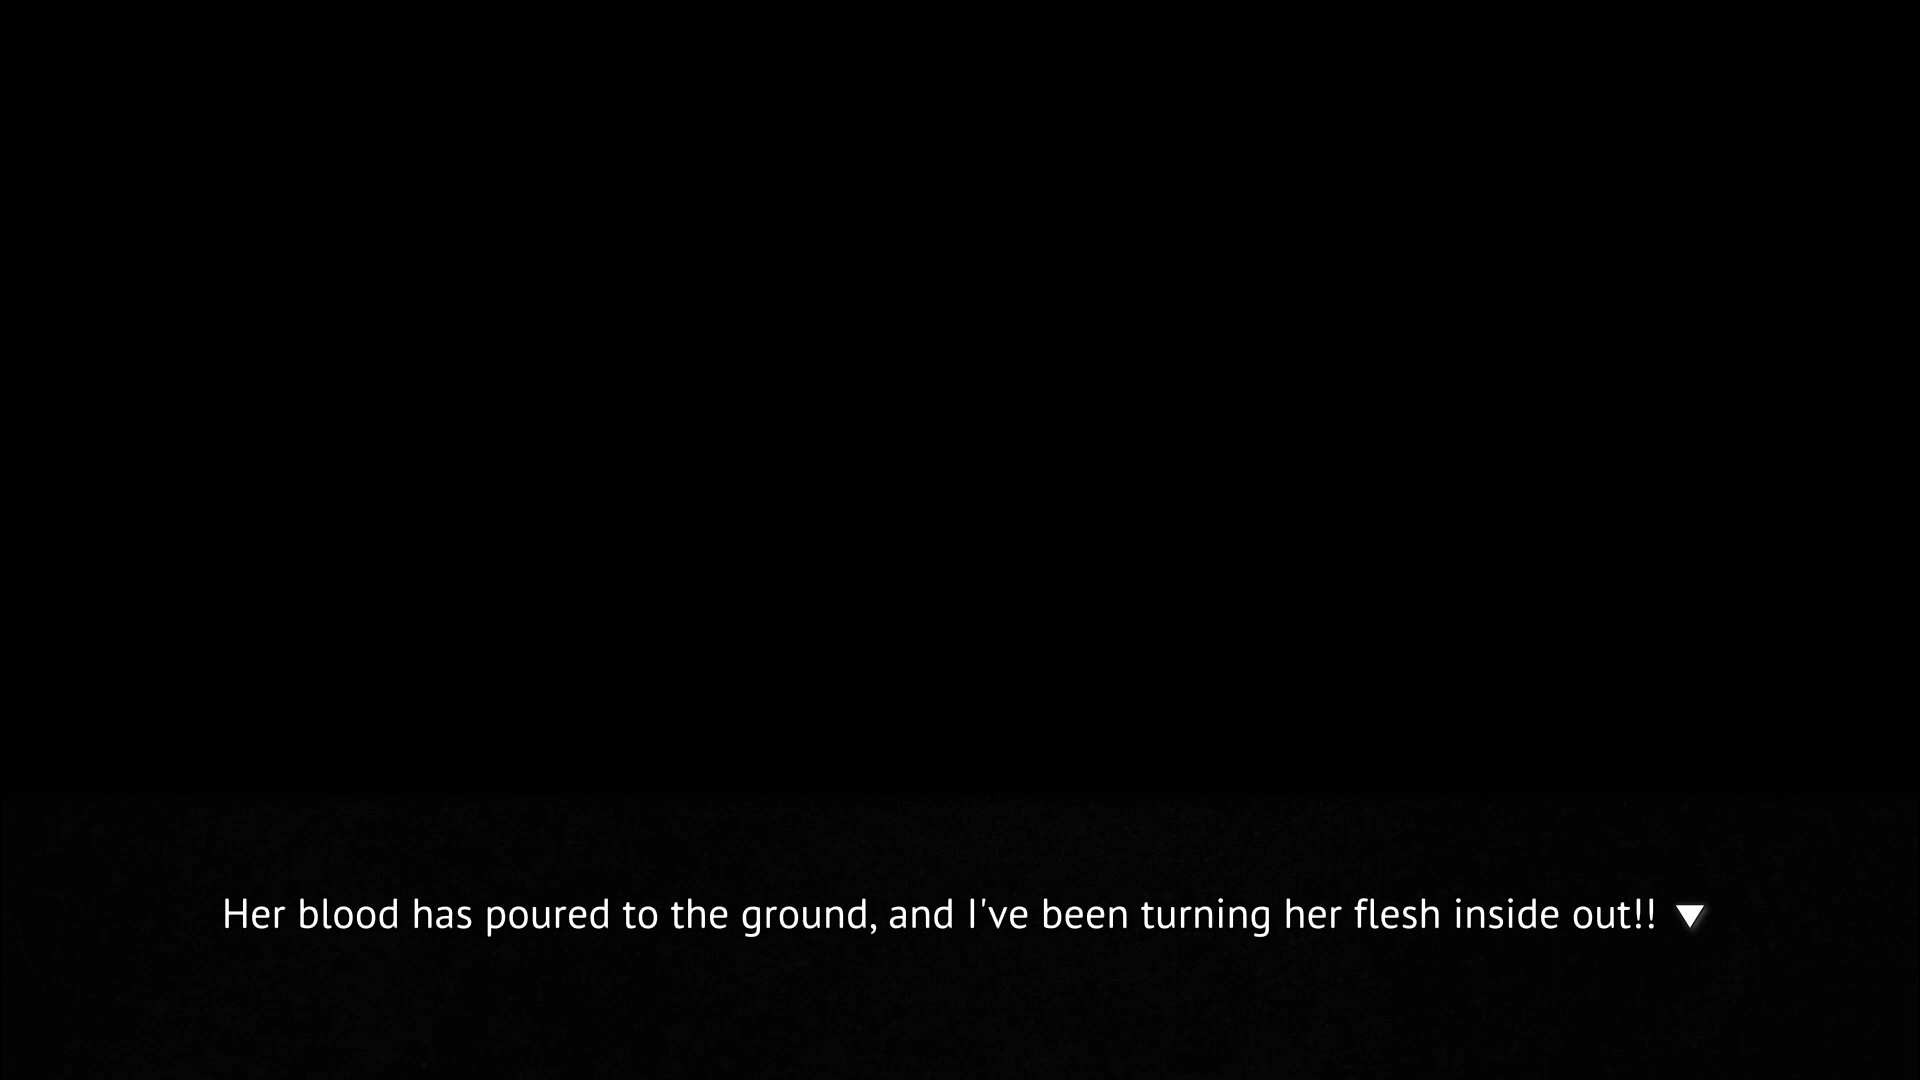 Her blood has poured to the ground, and I've been turning her flesh inside out!!